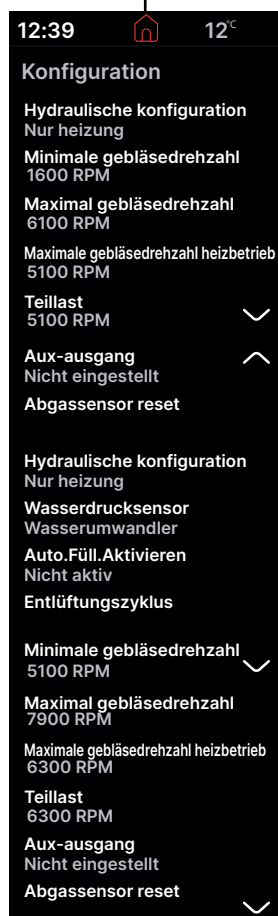 12:39 12°C
Konfiguration
Hydraulische konfiguration
Nur heizung
Minimale gebläsedrehzahl
1600 RPM
Maximal gebläsedrehzahl
6100 RPM
Maximale gebläsedrehzahl heizbetrieb
5100 RPM
Teillast
5100 RPM
Aux-ausgang
Nicht eingestellt
Abgassensor reset
Hydraulische konfiguration
Nur heizung
Wasserdrucksensor
Wasserumwandler
Auto.Füll.Aktivieren
Nicht aktiv
Entlüftungszyklus
Minimale gebläsedrehzahl
5100 RPM
Maximal gebläsedrehzahl
7900 RPM
Maximale gebläsedrehzahl heizbetrieb
6300 RPM
Teillast
6300 RPM
Aux-ausgang
Nicht eingestellt
Abgassensor reset